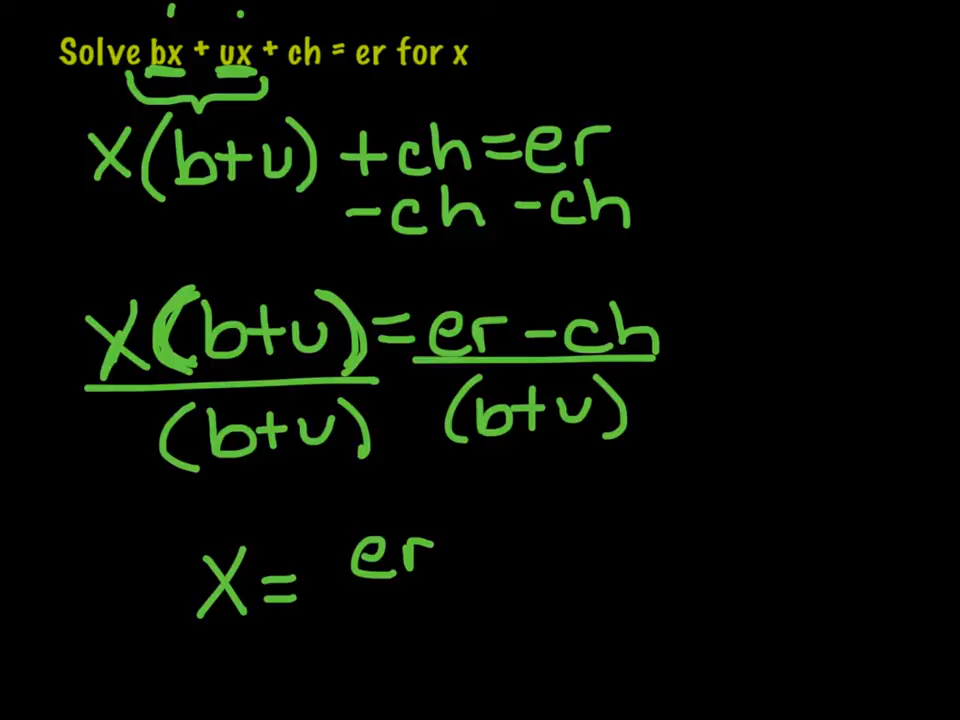 Solve bx + ux + ch = er for x
x(b+u) +ch=er
-ch -ch
x(b+u)=er-ch
(b+u) (b+u)
x= er